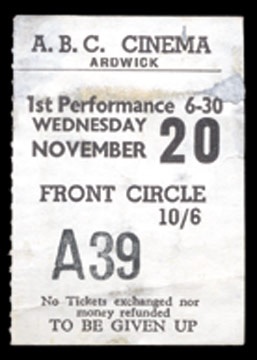 A.B.C. CINEMA
ARDWICK
1st Performance 6-30
WEDNESDAY
NOVEMBER 20
FRONT CIRCLE
10/6
A39
No Tickets exchanged nor
money refunded
TO BE GIVEN UP